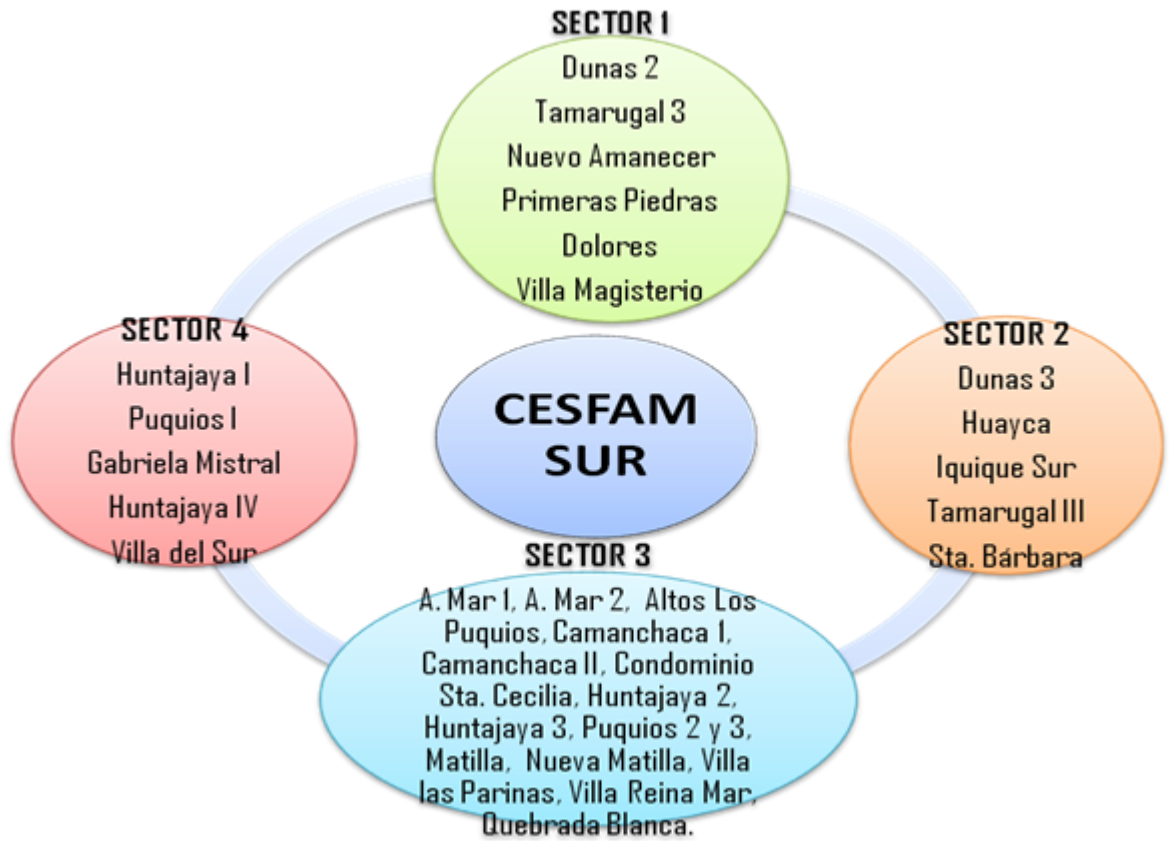 SECTOR 1
Dunas 2
Tamarugal 3
Nuevo Amanecer
Primeras Piedras
Dolores
Villa Magisterio
SECTOR 4
Huntajaya I
Puquios I
Gabriela Mistral
Huntajaya IV
Villa del Sur
CESFAM
SUR
SECTOR 2
Dunas 3
Huayca
Iquique Sur
Tamarugal III
Sta. Bárbara
SECTOR 3
A. Mar 1, A. Mar 2, Altos Los
Puquios, Camanchaca 1,
Camanchaca II, Condominio
Sta. Cecilia, Huntajaya 2,
Huntajaya 3, Puquios 2 y 3,
Matilla, Nueva Matilla, Villa
las Parinas, Villa Reina Mar,
Quebrada Blanca.